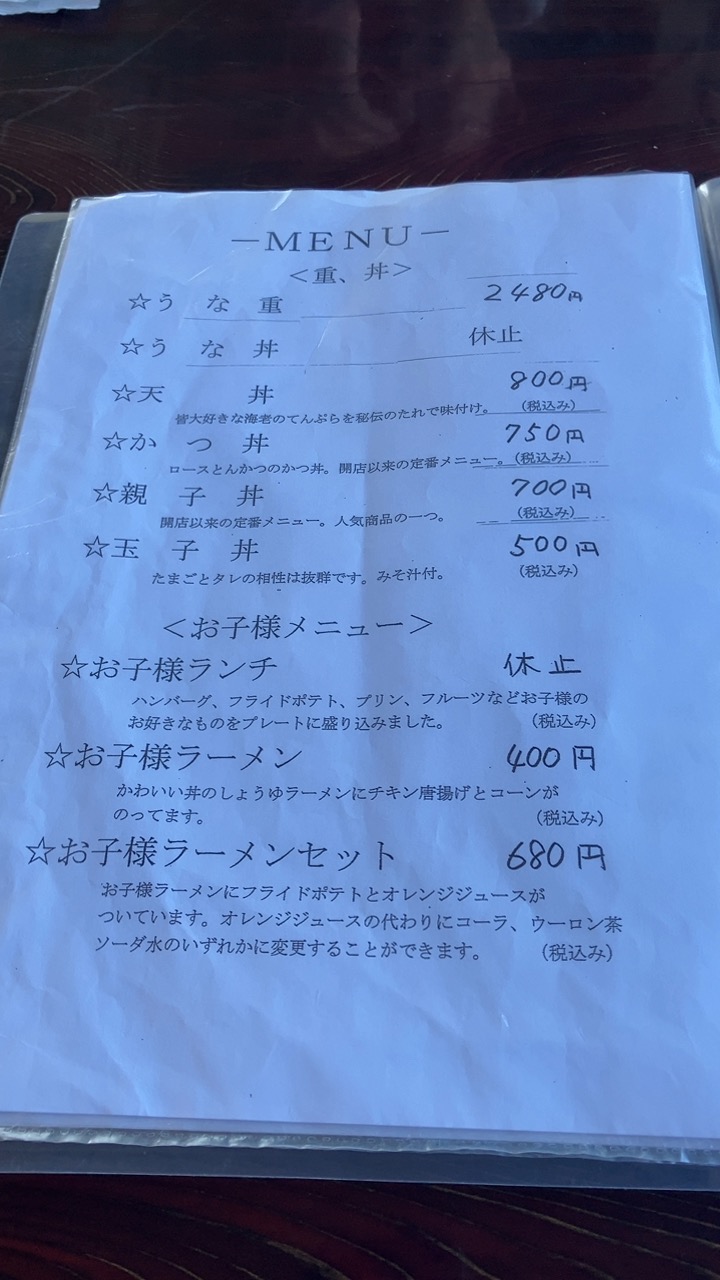 －MENU－
＜重、丼＞
☆う な 重 2480円
☆う な 丼 休止
☆天 丼 800円
皆大好きな海老のてんぷらを秘伝のたれで味付け。 (税込み)
☆か つ 丼 750円
ロースとんかつのかつ丼。開店以来の定番メニュー。 (税込み)
☆親 子 丼 700円
開店以来の定番メニュー。人気商品の一つ。 (税込み)
☆玉 子 丼 500円
たまごとタレの相性は抜群です。みそ汁付。 (税込み)
＜お子様メニュー＞
☆お子様ランチ 休止
ハンバーグ、フライドポテト、プリン、フルーツなどお子様の
お好きなものをプレートに盛り込みました。 (税込み)
☆お子様ラーメン 400円
かわいい丼のしょうゆラーメンにチキン唐揚げとコーンが
のってます。 (税込み)
☆お子様ラーメンセット 680円
お子様ラーメンにフライドポテトとオレンジジュースが
ついています。オレンジジュースの代わりにコーラ、ウーロン茶
ソーダ水のいずれかに変更することができます。 (税込み)